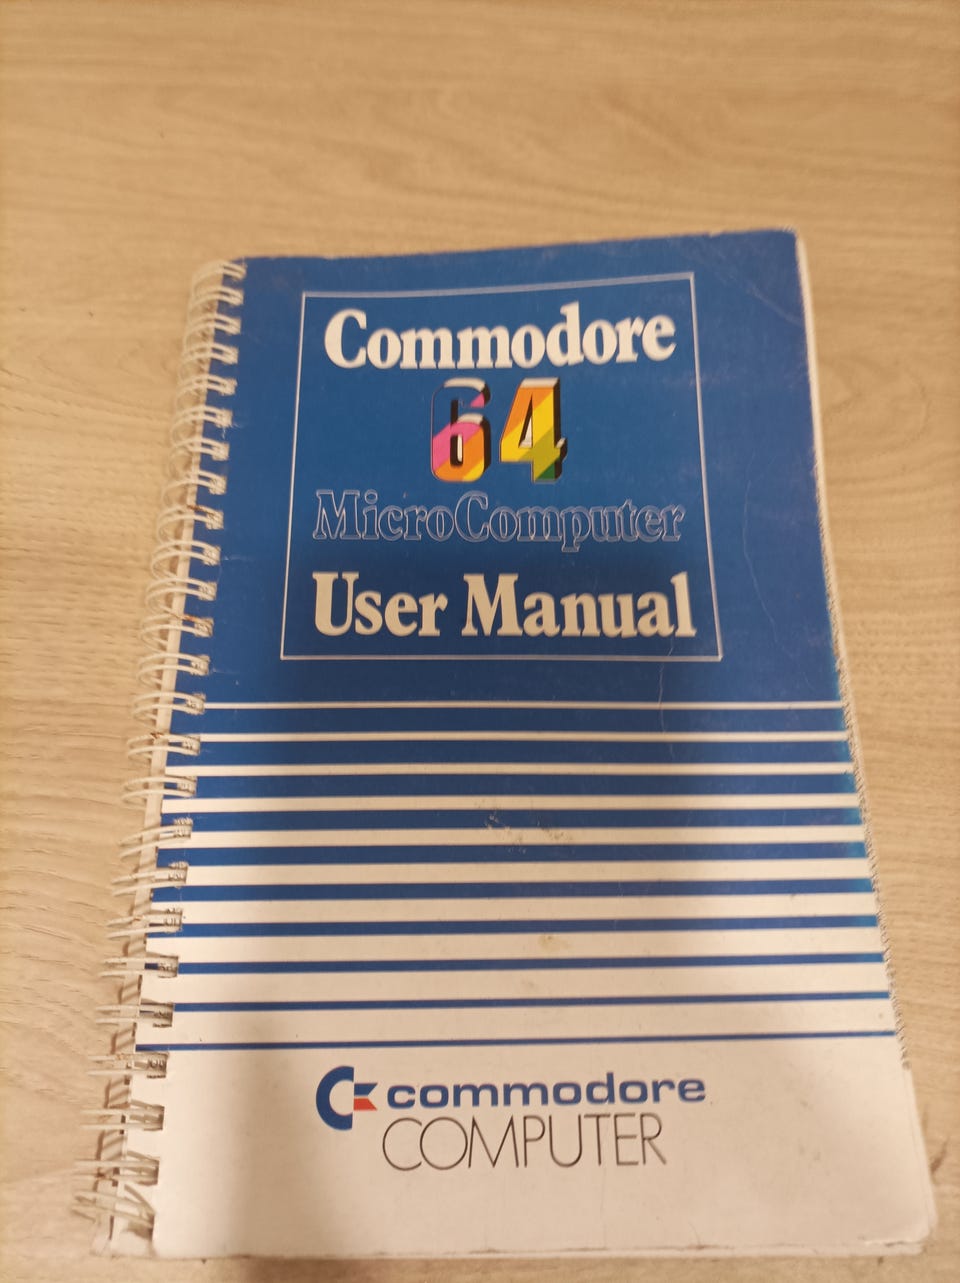 Commodore
64
MicroComputer
User Manual
commodore
COMPUTER